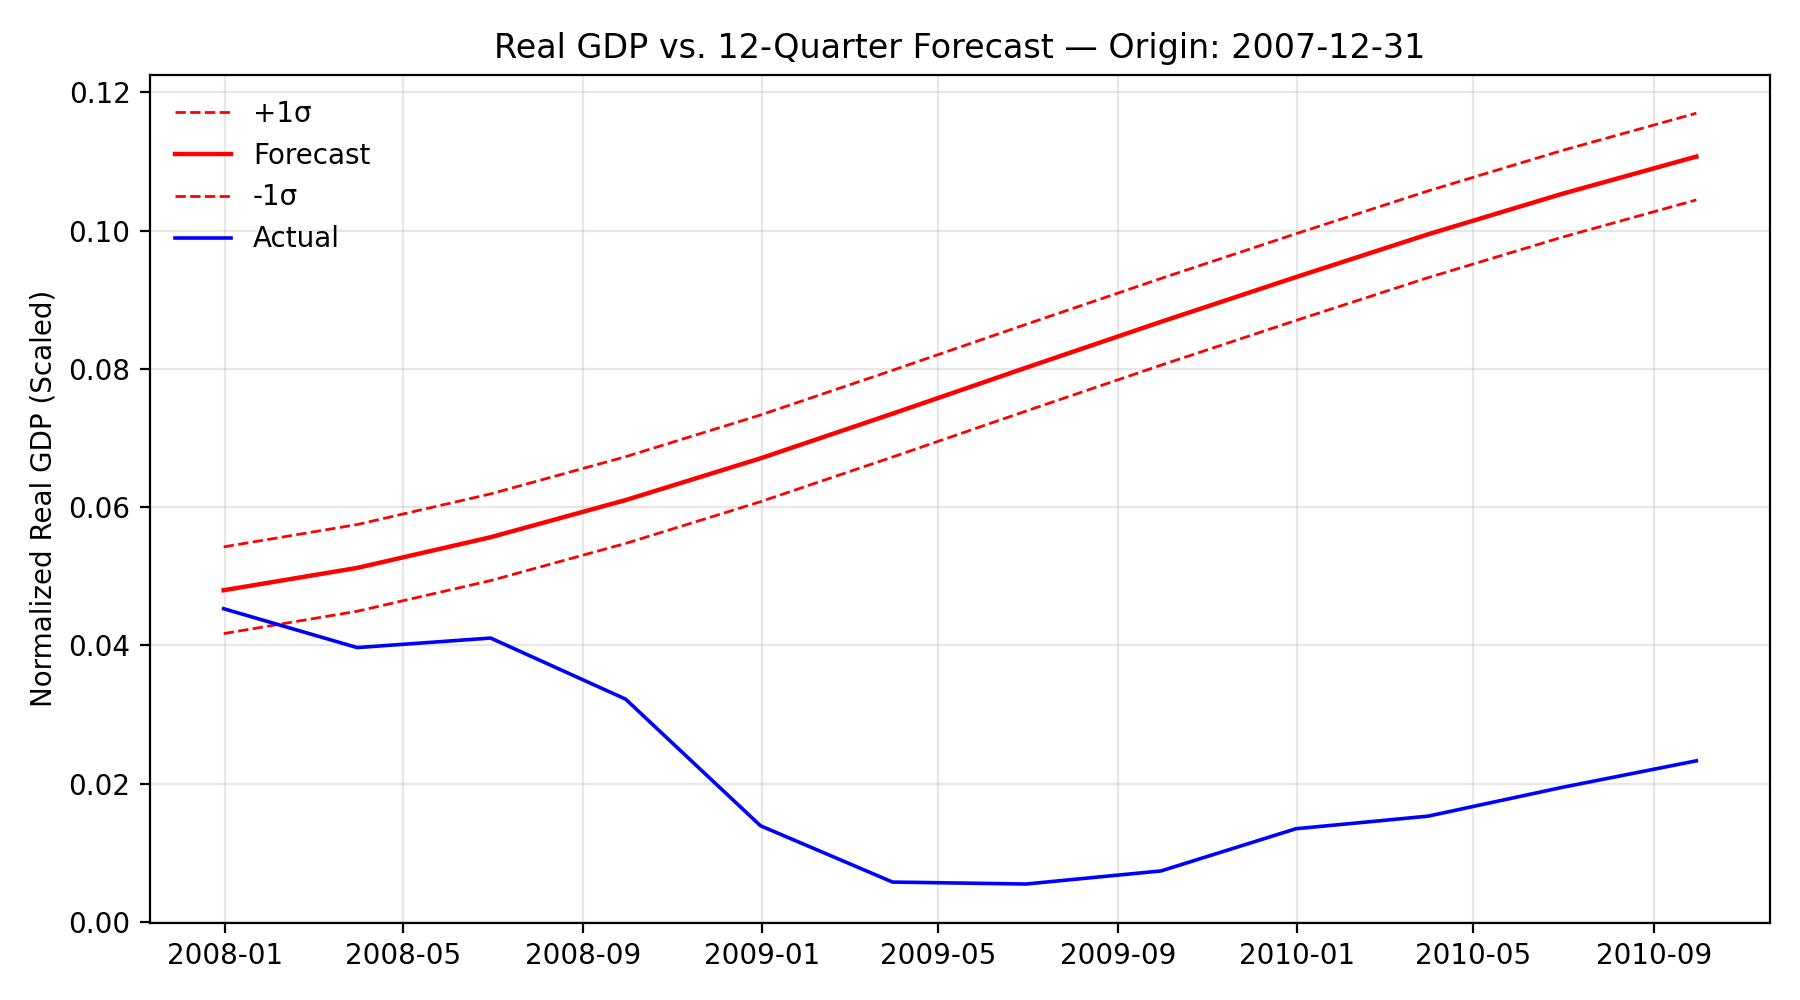 Real GDP vs. 12-Quarter Forecast — Origin: 2007-12-31
+1σ
Forecast
-1σ
Actual
Normalized Real GDP (Scaled)
0.12
0.10
0.08
0.06
0.04
0.02
0.00
2008-01 2008-05 2008-09 2009-01 2009-05 2009-09 2010-01 2010-05 2010-09